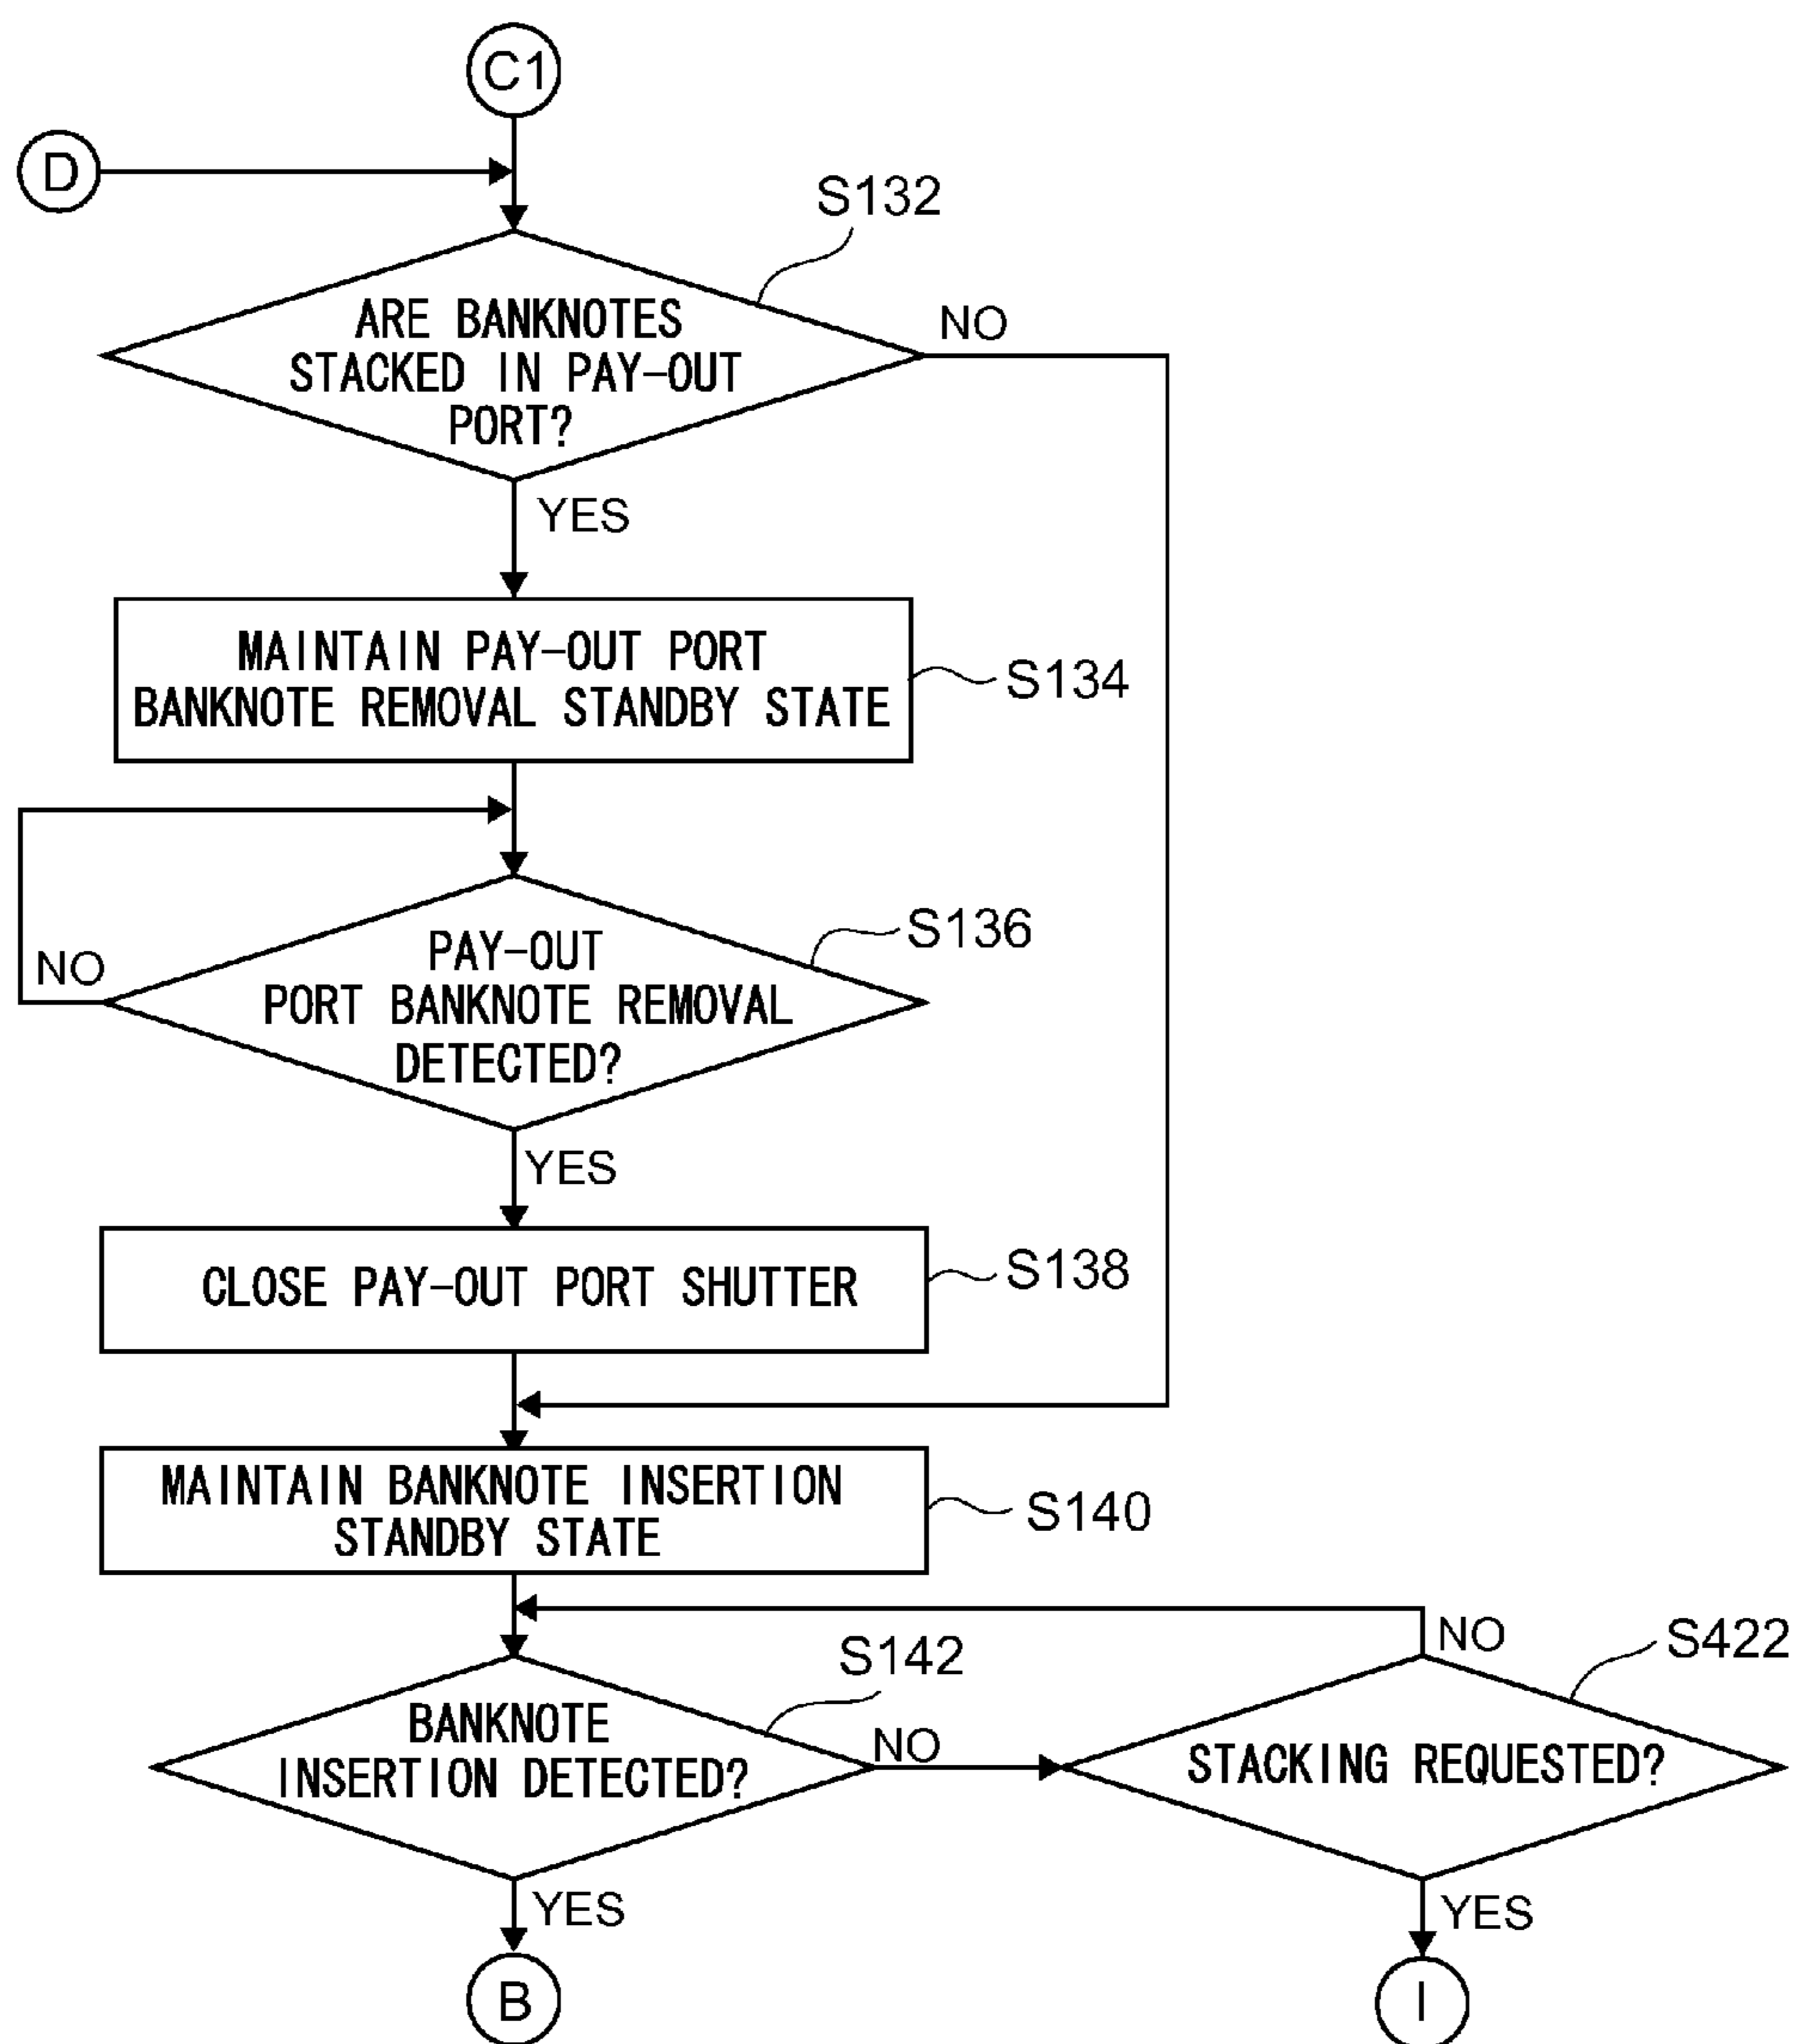 C1
D
S132
ARE BANKNOTES
STACKED IN PAY-OUT
PORT?
NO
YES
MAINTAIN PAY-OUT PORT
BANKNOTE REMOVAL STANDBY STATE
S134
S136
PAY-OUT
PORT BANKNOTE REMOVAL
DETECTED?
NO
YES
CLOSE PAY-OUT PORT SHUTTER
S138
MAINTAIN BANKNOTE INSERTION
STANDBY STATE
S140
S142
BANKNOTE
INSERTION DETECTED?
NO
YES
NO
S422
STACKING REQUESTED?
YES
B
I